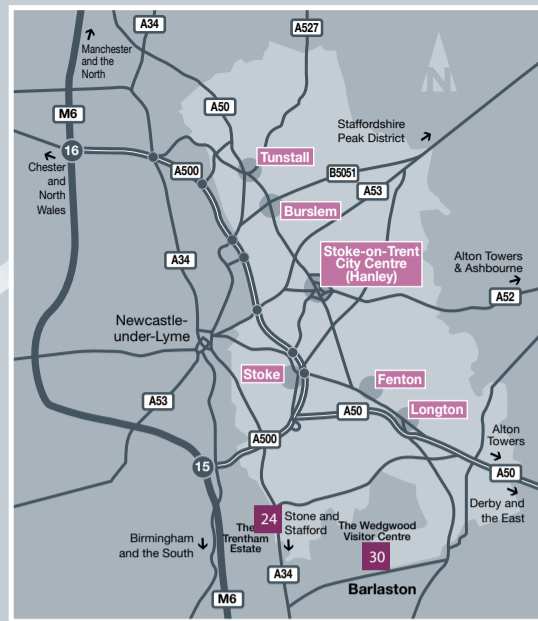 A34
A527
Manchester
and the
North
A50
M6
16
Staffordshire
Peak District
Tunstall
Chester
and
North
Wales
A500
B5051
A53
Burslem
Stoke-on-Trent
City Centre
(Hanley)
A34
Alton Towers
& Ashbourne
A52
Newcastle-
under-Lyme
Stoke
Fenton
A53
A50
Longton
A500
Alton
Towers
15
A50
Derby and
the East
24
Stone and
Stafford
The
Trentham
Estate
The Wedgwood
Visitor Centre
30
Birmingham
and the South
A34
Barlaston
M6
N